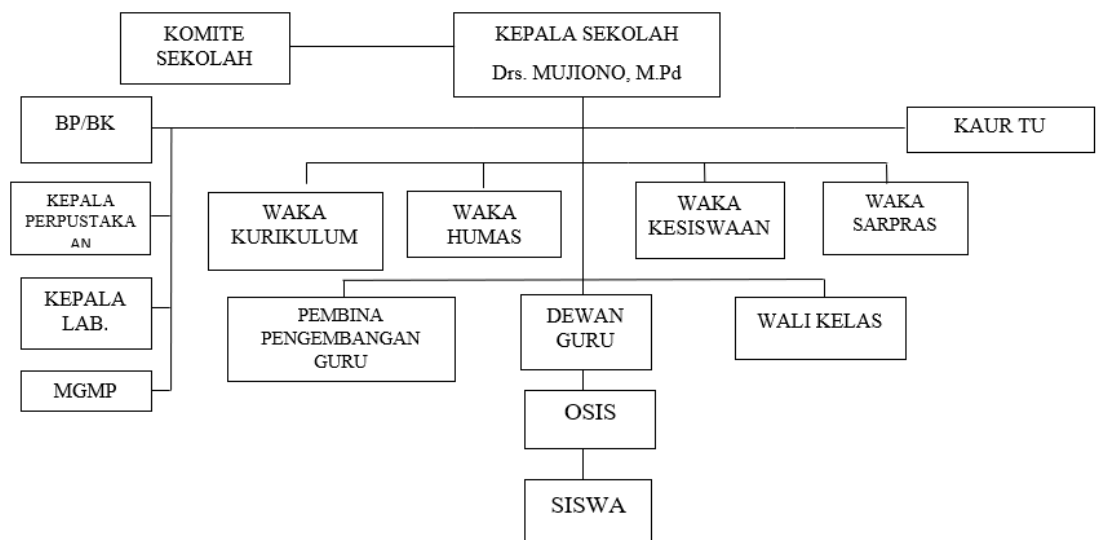 KOMITE
SEKOLAH
KEPALA SEKOLAH
Drs. MUJIONO, M.Pd
BP/BK
KAUR TU
KEPALA
PERPUSTAKA
AN
WAKA
KURIKULUM
WAKA
HUMAS
WAKA
KESISWAAN
WAKA
SARPRAS
KEPALA
LAB.
PEMBINA
PENGEMBANGAN
GURU
DEWAN
GURU
WALI KELAS
MGMP
OSIS
SISWA